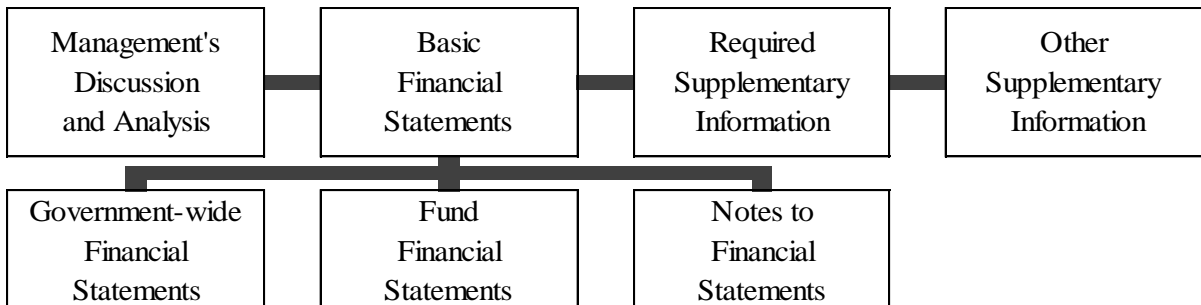 Management's
Discussion
and Analysis
Basic
Financial
Statements
Required
Supplementary
Information
Other
Supplementary
Information
Government-wide
Financial
Statements
Fund
Financial
Statements
Notes to
Financial
Statements